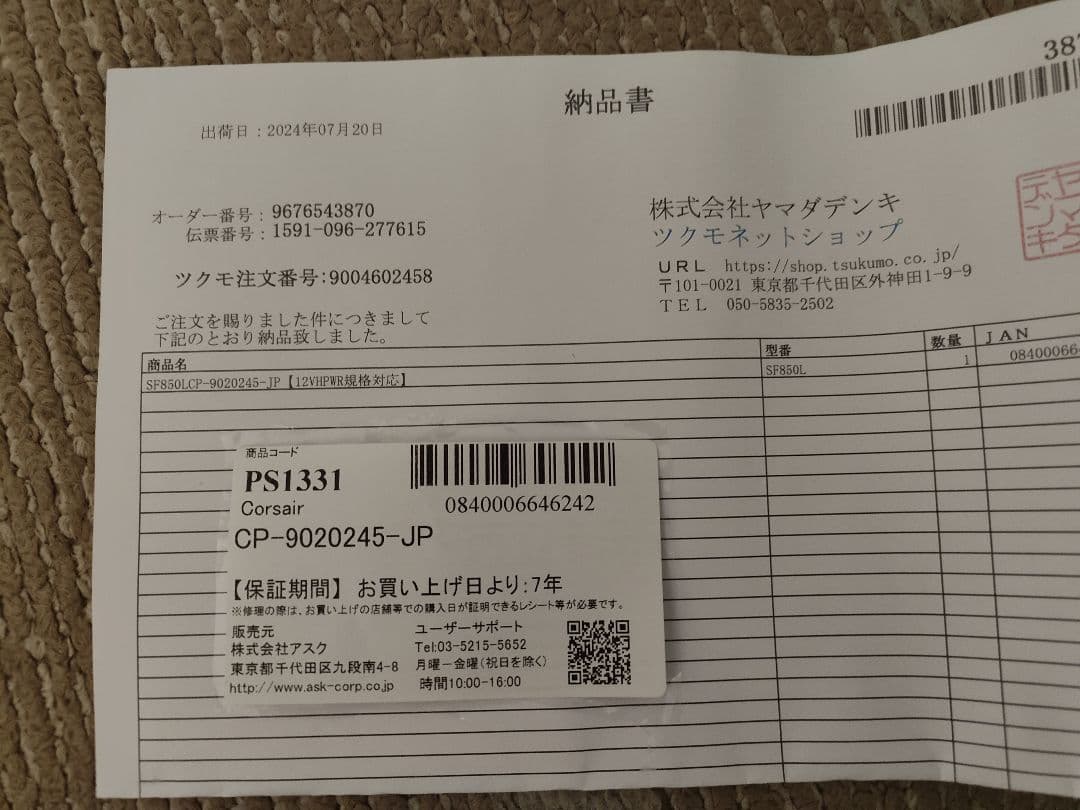 387
納品書
出荷日：2024年07月20日
オーダー番号：9676543870
伝票番号：1591-096-277615
ツクモ注文番号:9004602458
株式会社ヤマダデンキ
ツクモネットショップ
URL https://shop.tsukumo.co.jp/
〒101-0021 東京都千代田区外神田1-9-9
TEL 050-5835-2502
ご注文を賜りました件につきまして
下記のとおり納品致しました。
商品名 型番 数量 JAN
SF850LCP-9020245-JP【12VHPWR規格対応】 SF850L 1 08400066
商品コード
PS1331
Corsair
0840006646242
CP-9020245-JP
【保証期間】 お買い上げ日より:7年
※修理の際は、お買い上げの店舗等での購入日が証明できるレシート等が必要です。
販売元
株式会社アスク
東京都千代田区九段南4-8
http://www.ask-corp.co.jp
ユーザーサポート
Tel:03-5215-5652
月曜－金曜(祝日を除く)
時間10:00-16:00